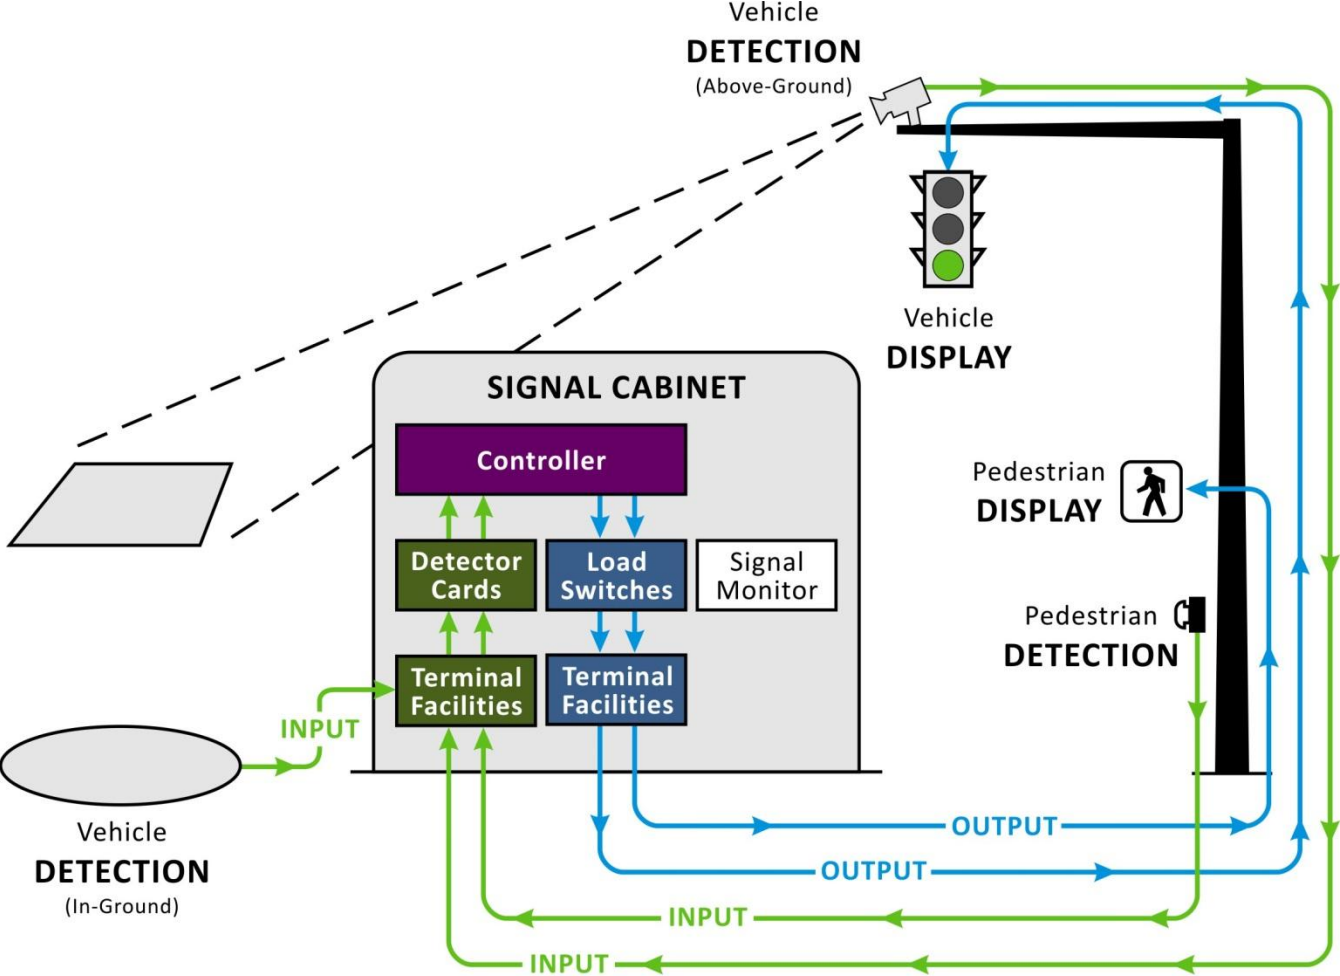 Vehicle
DETECTION
(Above-Ground)
Vehicle
DISPLAY
SIGNAL CABINET
Controller
Detector
Cards
Load
Switches
Signal
Monitor
Terminal
Facilities
Terminal
Facilities
Pedestrian
DISPLAY
Pedestrian
DETECTION
INPUT
Vehicle
DETECTION
(In-Ground)
OUTPUT
OUTPUT
INPUT
INPUT